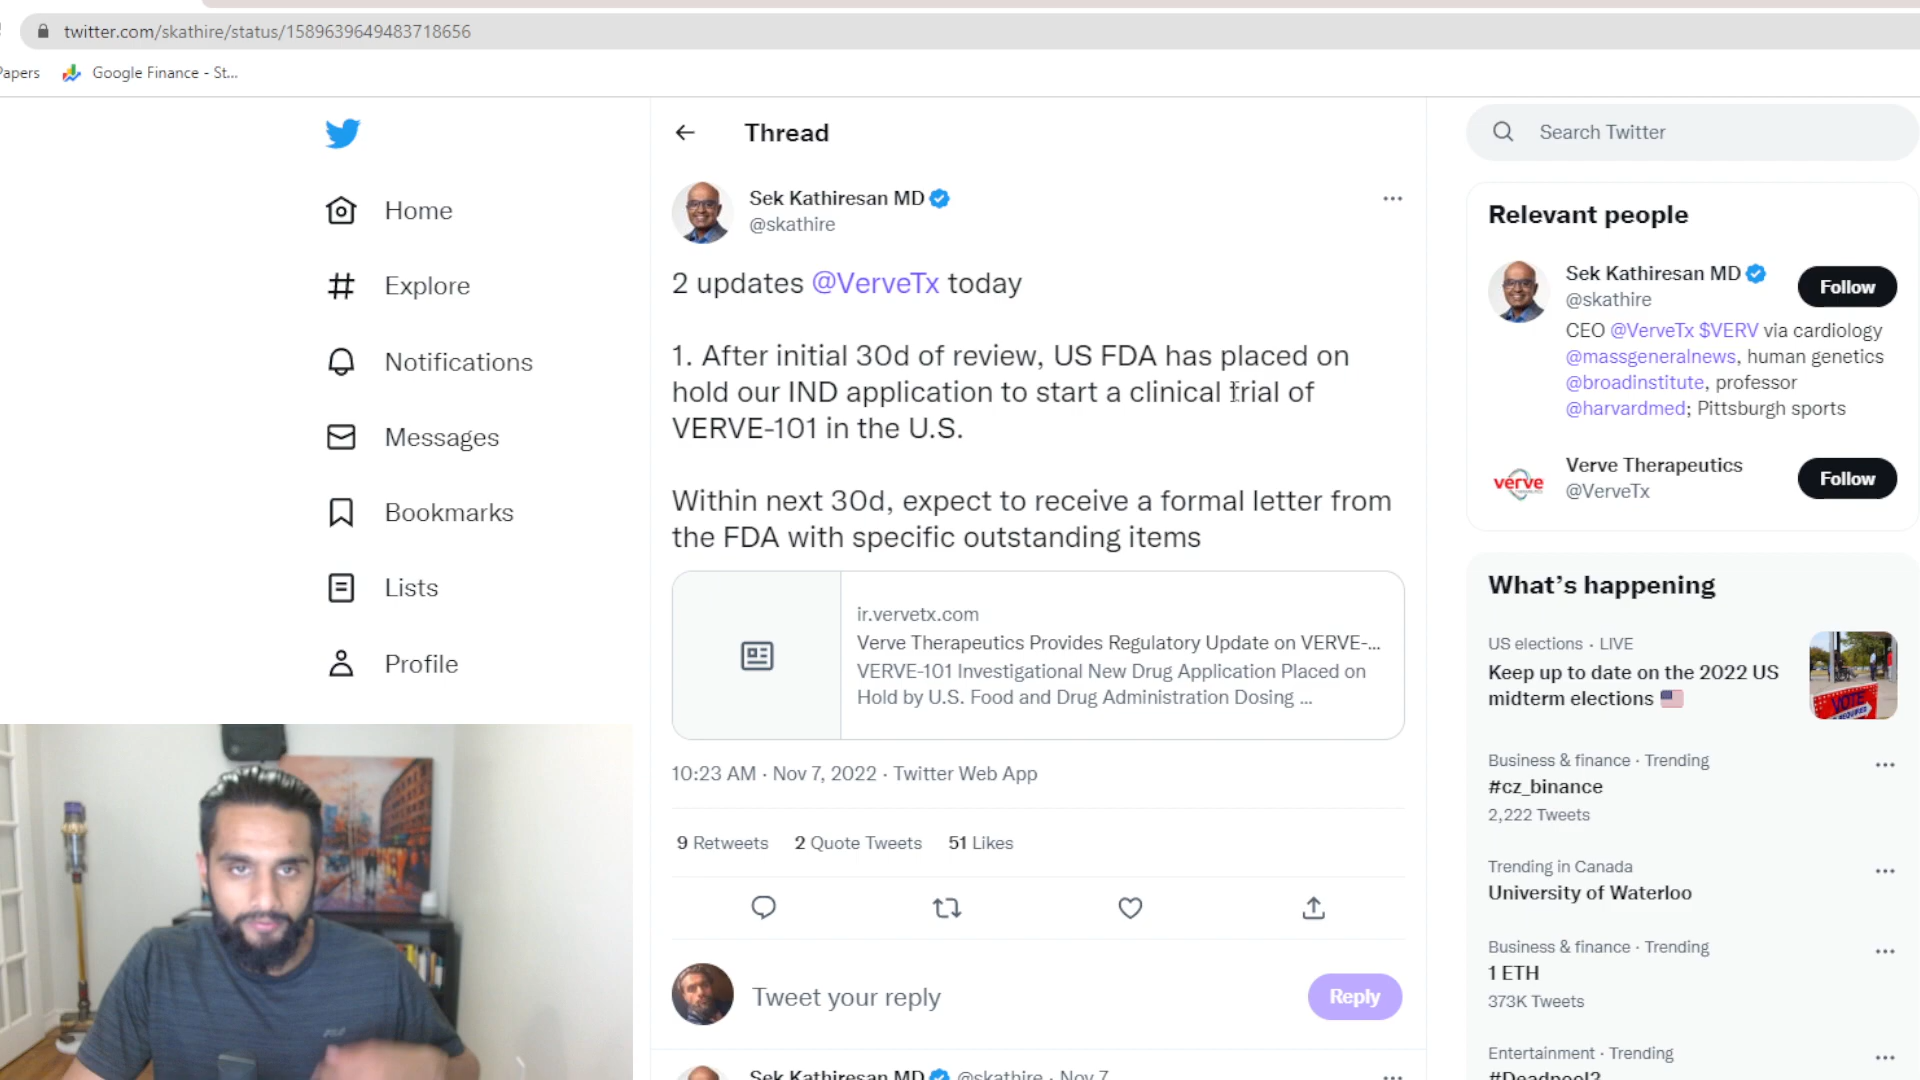 twitter.com/skathire/status/1589639649483718656
Papers
Google Finance - St...
Home
Explore
Notifications
Messages
Bookmarks
Lists
Profile
Thread
Sek Kathiresan MD
@skathire
2 updates @VerveTx today
1. After initial 30d of review, US FDA has placed on
hold our IND application to start a clinical trial of
VERVE-101 in the U.S.
Within next 30d, expect to receive a formal letter from
the FDA with specific outstanding items
ir.vervetx.com
Verve Therapeutics Provides Regulatory Update on VERVE-...
VERVE-101 Investigational New Drug Application Placed on
Hold by U.S. Food and Drug Administration Dosing ...
10:23 AM · Nov 7, 2022 · Twitter Web App
9 Retweets 2 Quote Tweets 51 Likes
Tweet your reply
Reply
Sek Kathiresan MD @skathire · Nov 7
Search Twitter
Relevant people
Sek Kathiresan MD
@skathire
Follow
CEO @VerveTx $VERV via cardiology
@massgeneralnews, human genetics
@broadinstitute, professor
@harvardmed; Pittsburgh sports
verve
Verve Therapeutics
@VerveTx
Follow
What's happening
US elections · LIVE
Keep up to date on the 2022 US
midterm elections
VOTE
Business & finance · Trending
#cz_binance
2,222 Tweets
Trending in Canada
University of Waterloo
Business & finance · Trending
1 ETH
373K Tweets
Entertainment · Trending
#Deadpool3